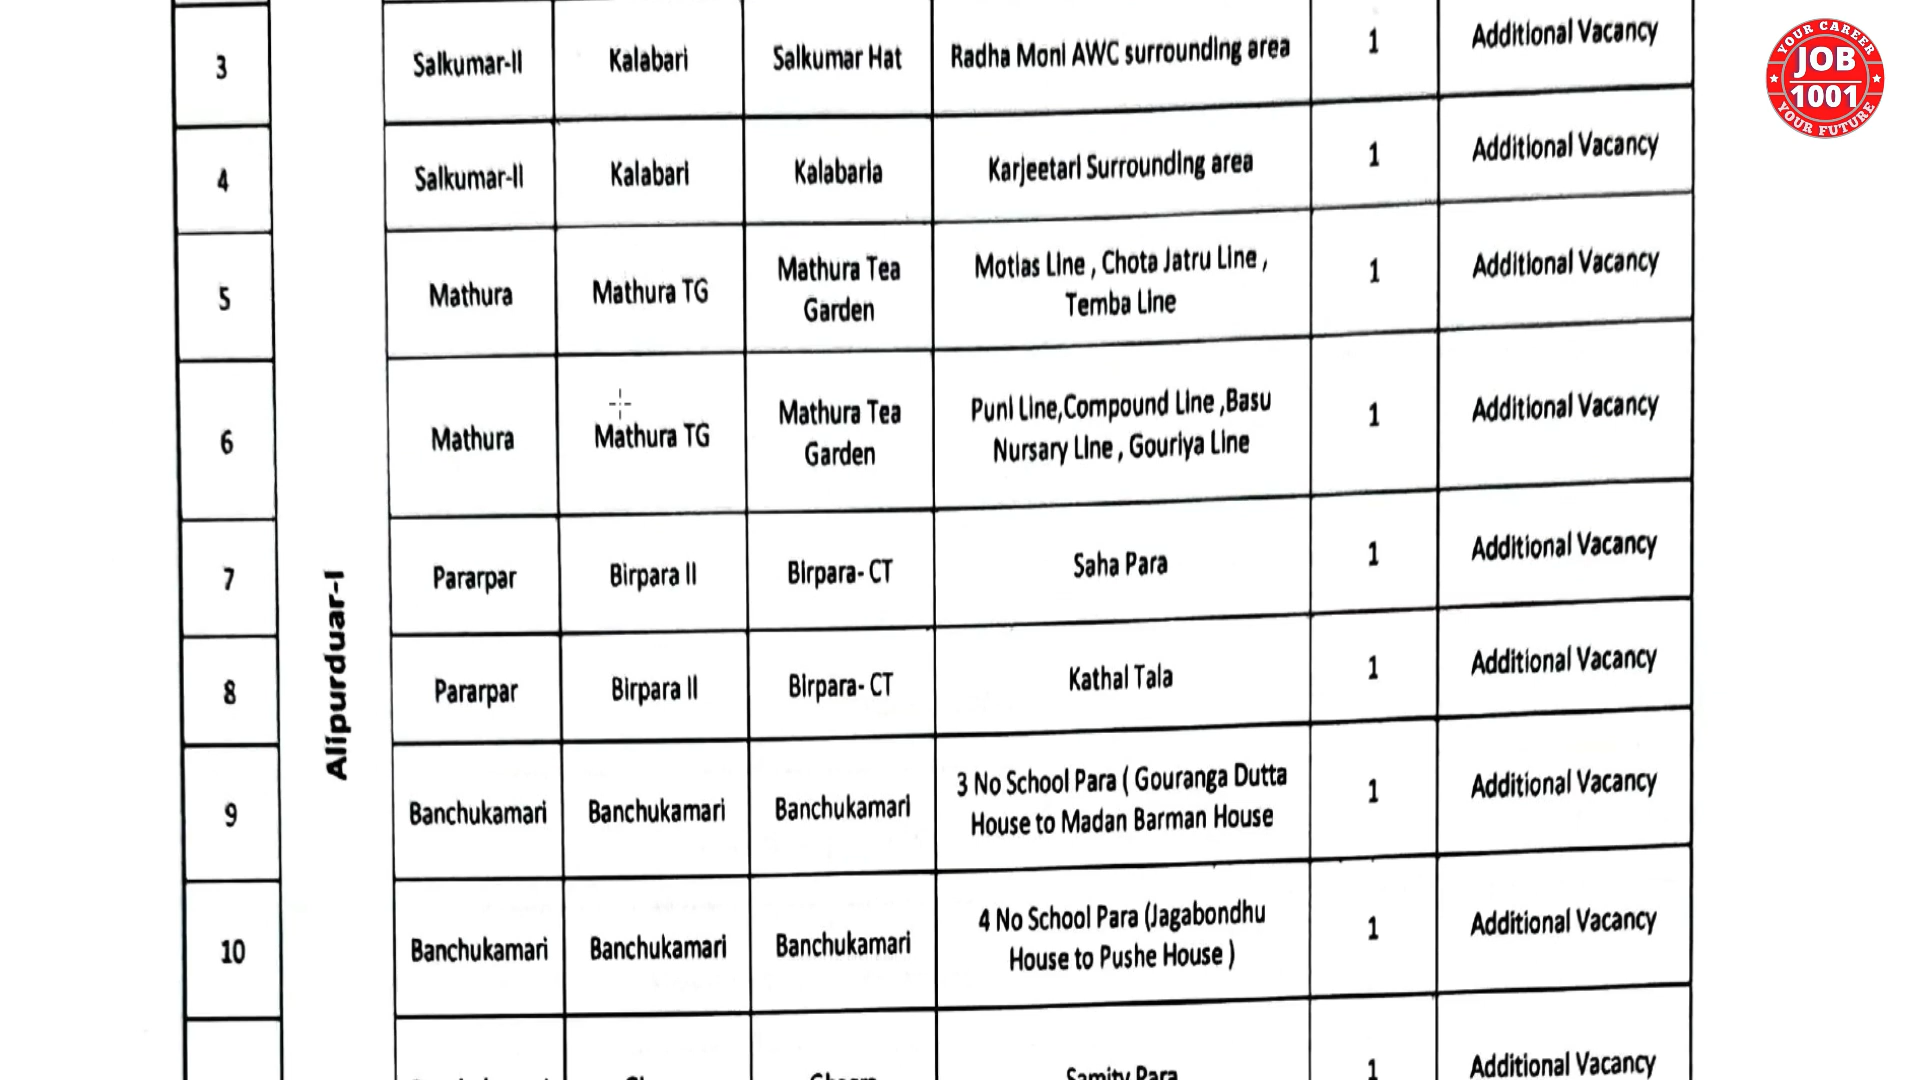 3 Salkumar-II Kalabari Salkumar Hat Radha Moni AWC surrounding area 1 Additional Vacancy
4 Salkumar-II Kalabari Kalabaria Karjeetari Surrounding area 1 Additional Vacancy
5 Mathura Mathura TG Mathura Tea Garden Motias Line , Chota Jatru Line , Temba Line 1 Additional Vacancy
6 Mathura Mathura TG Mathura Tea Garden Puni Line,Compound Line ,Basu Nursary Line , Gouriya Line 1 Additional Vacancy
Alipurduar-I
7 Pararpar Birpara II Birpara- CT Saha Para 1 Additional Vacancy
8 Pararpar Birpara II Birpara- CT Kathal Tala 1 Additional Vacancy
9 Banchukamari Banchukamari Banchukamari 3 No School Para ( Gouranga Dutta House to Madan Barman House 1 Additional Vacancy
10 Banchukamari Banchukamari Banchukamari 4 No School Para (Jagabondhu House to Pushe House ) 1 Additional Vacancy
Samity Para 1 Additional Vacancy
YOUR CAREER
JOB
1001
YOUR FUTURE